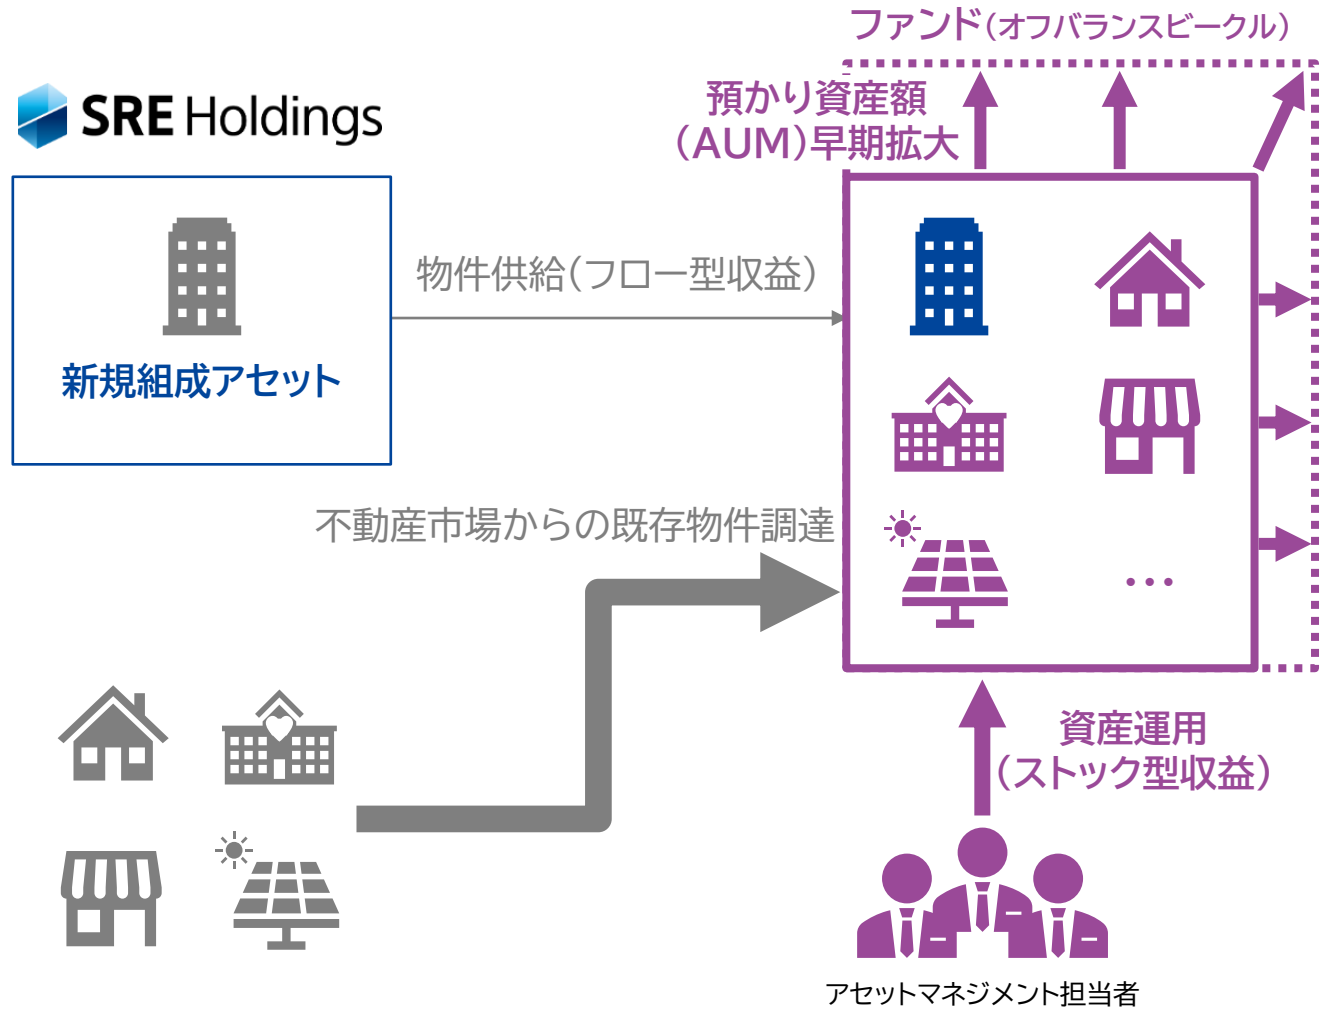 ファンド(オフバランスビークル)
SRE Holdings
預かり資産額
(AUM)早期拡大
物件供給(フロー型収益)
新規組成アセット
不動産市場からの既存物件調達
…
資産運用
(ストック型収益)
アセットマネジメント担当者